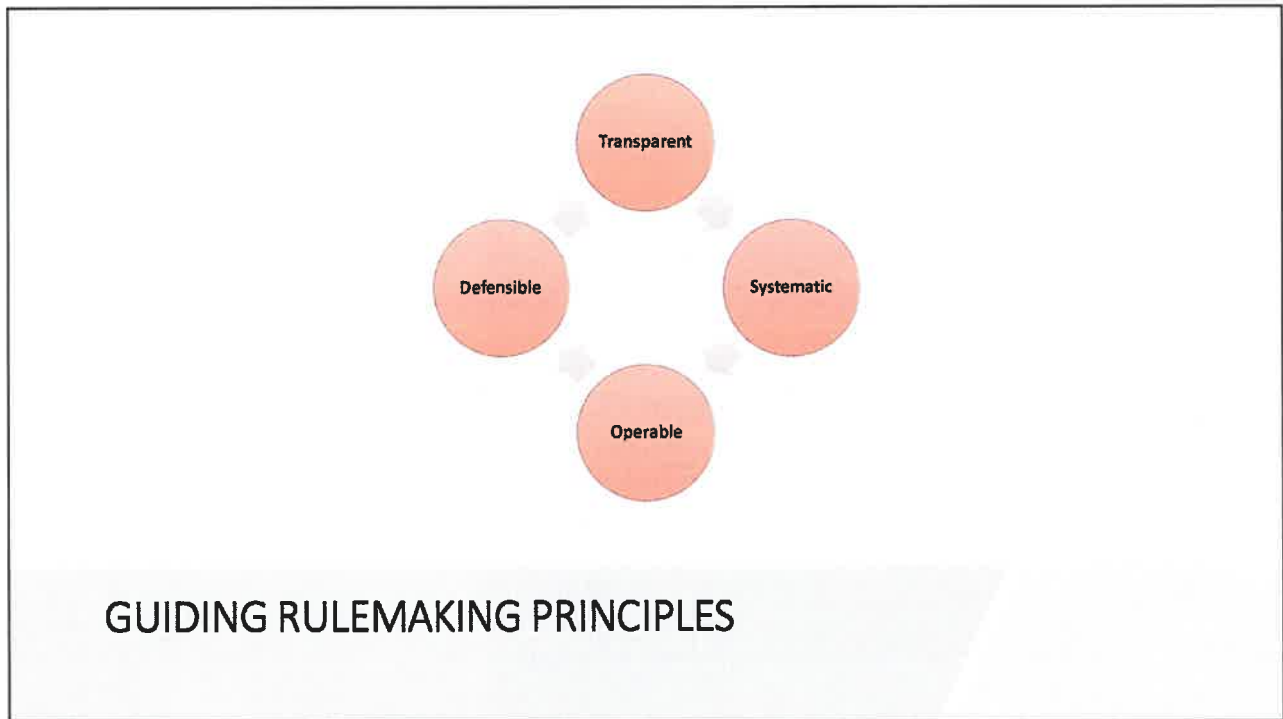 Transparent
Defensible
Systematic
Operable
GUIDING RULEMAKING PRINCIPLES